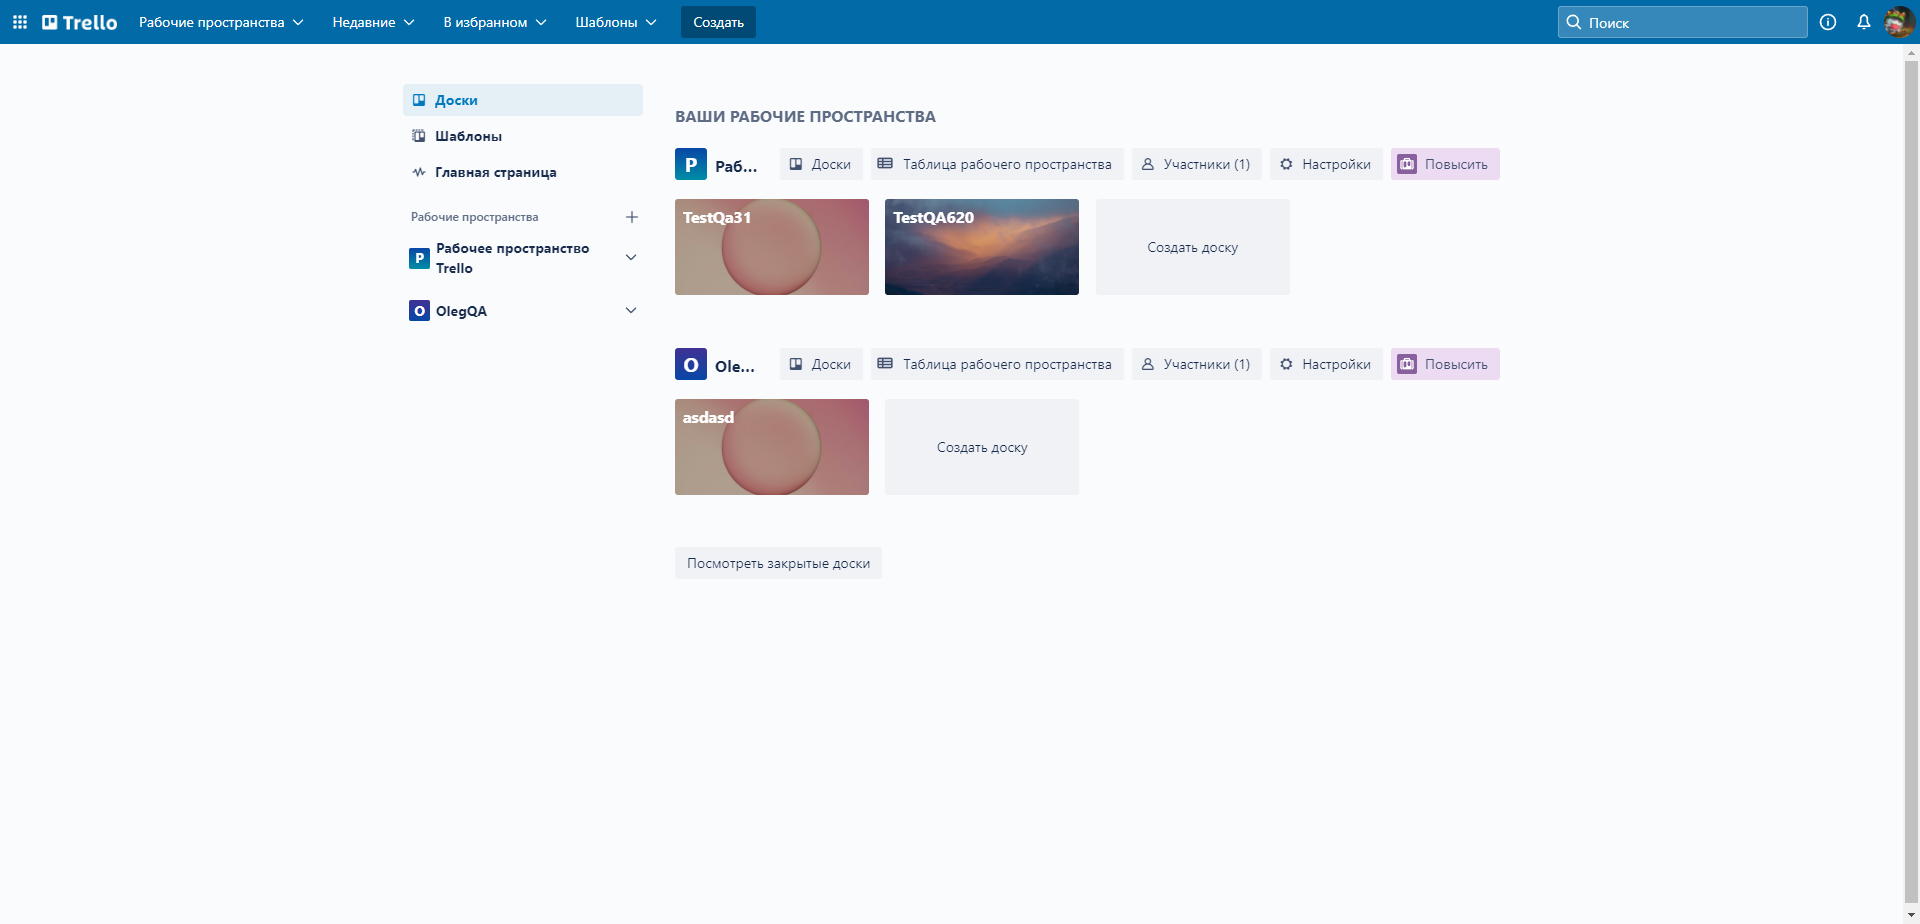 Trello
Рабочие пространства
Недавние
В избранном
Шаблоны
Создать
Поиск
Доски
Шаблоны
Главная страница
Рабочие пространства
Р
Рабочее пространство
Trello
O
OlegQA
ВАШИ РАБОЧИЕ ПРОСТРАНСТВА
Р
Раб...
Доски
Таблица рабочего пространства
Участники (1)
Настройки
Повысить
TestQa31
TestQA620
Создать доску
O
Ole...
Доски
Таблица рабочего пространства
Участники (1)
Настройки
Повысить
asdasd
Создать доску
Посмотреть закрытые доски